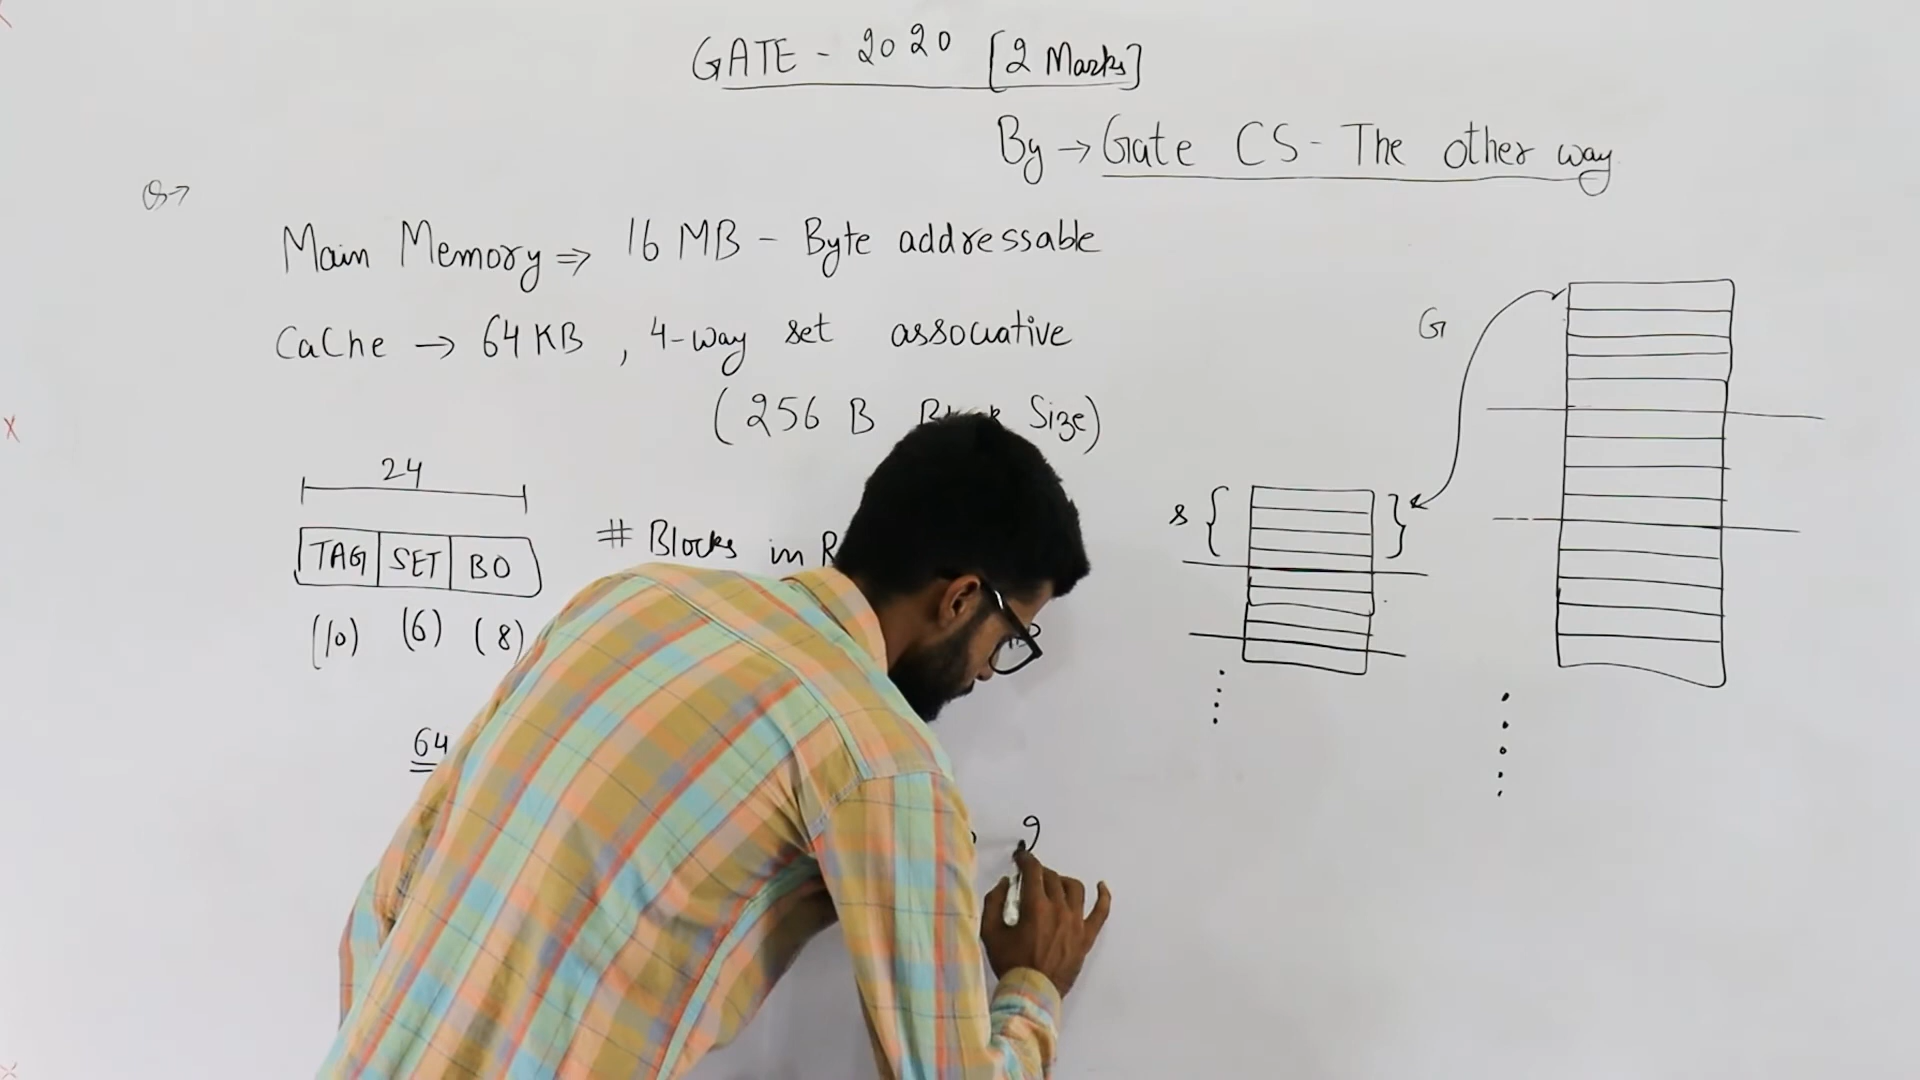 GATE - 2020 [2 Marks]
By → Gate CS - The other way
Q→
Main Memory ⇒ 16 MB - Byte addressable
CaChe → 64 KB , 4-way set associative
(256 B Size)
G
24
s
TAG SET BO
# Blocks in
(10) (6) (8)
64
9